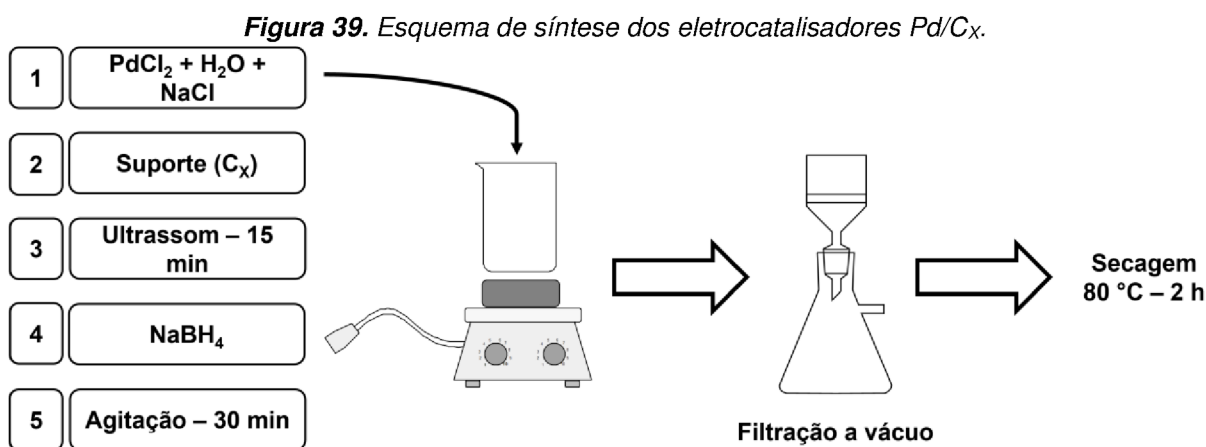 Figura 39. Esquema de síntese dos eletrocatalisadores Pd/Cₓ.
1
PdCl₂ + H₂O +
NaCl
2
Suporte (Cₓ)
3
Ultrassom – 15
min
4
NaBH₄
5
Agitação – 30 min
Filtração a vácuo
Secagem
80 °C – 2 h